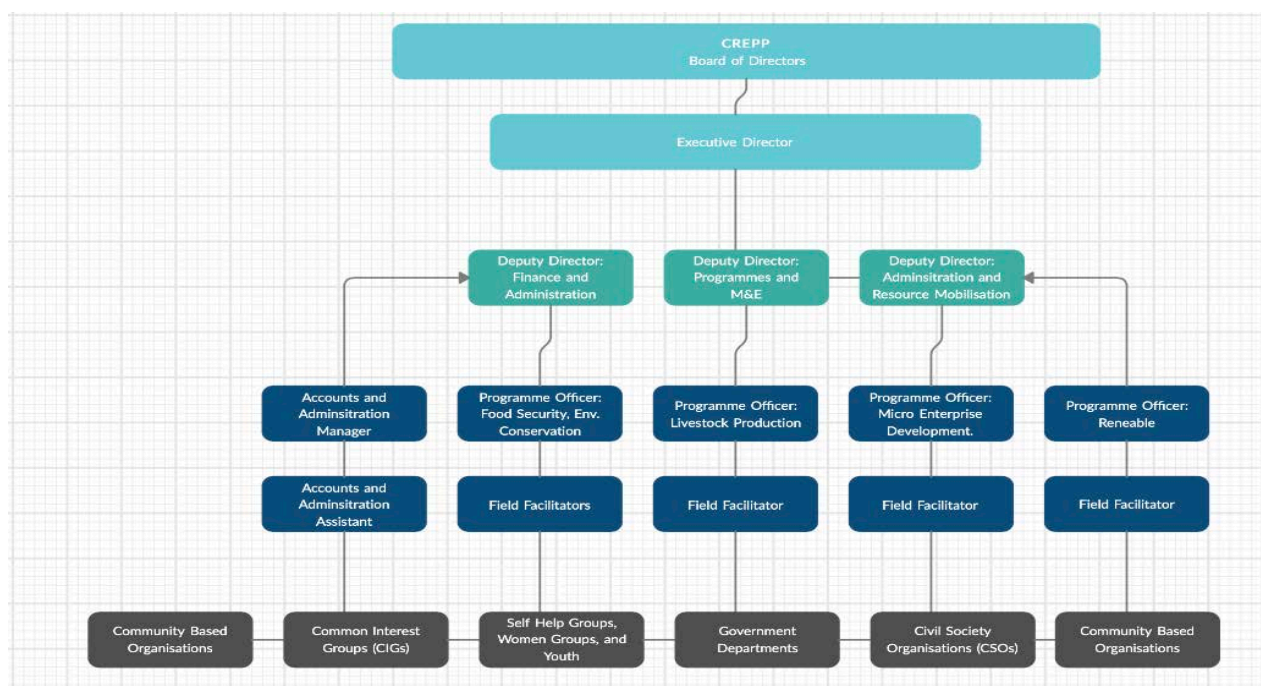 CREPP
Board of Directors
Executive Director
Deputy Director:
Finance and
Administration
Deputy Director:
Programmes and
M&E
Deputy Director:
Adminsitration and
Resource Mobilisation
Accounts and
Adminsitration
Manager
Programme Officer:
Food Security, Env.
Conservation
Programme Officer:
Livestock Production
Programme Officer:
Micro Enterprise
Development.
Programme Officer:
Reneable
Accounts and
Adminsitration
Assistant
Field Facilitators
Field Facilitator
Field Facilitator
Field Facilitator
Community Based
Organisations
Common Interest
Groups (CIGs)
Self Help Groups,
Women Groups, and
Youth
Government
Departments
Civil Society
Organisations (CSOs)
Community Based
Organisations